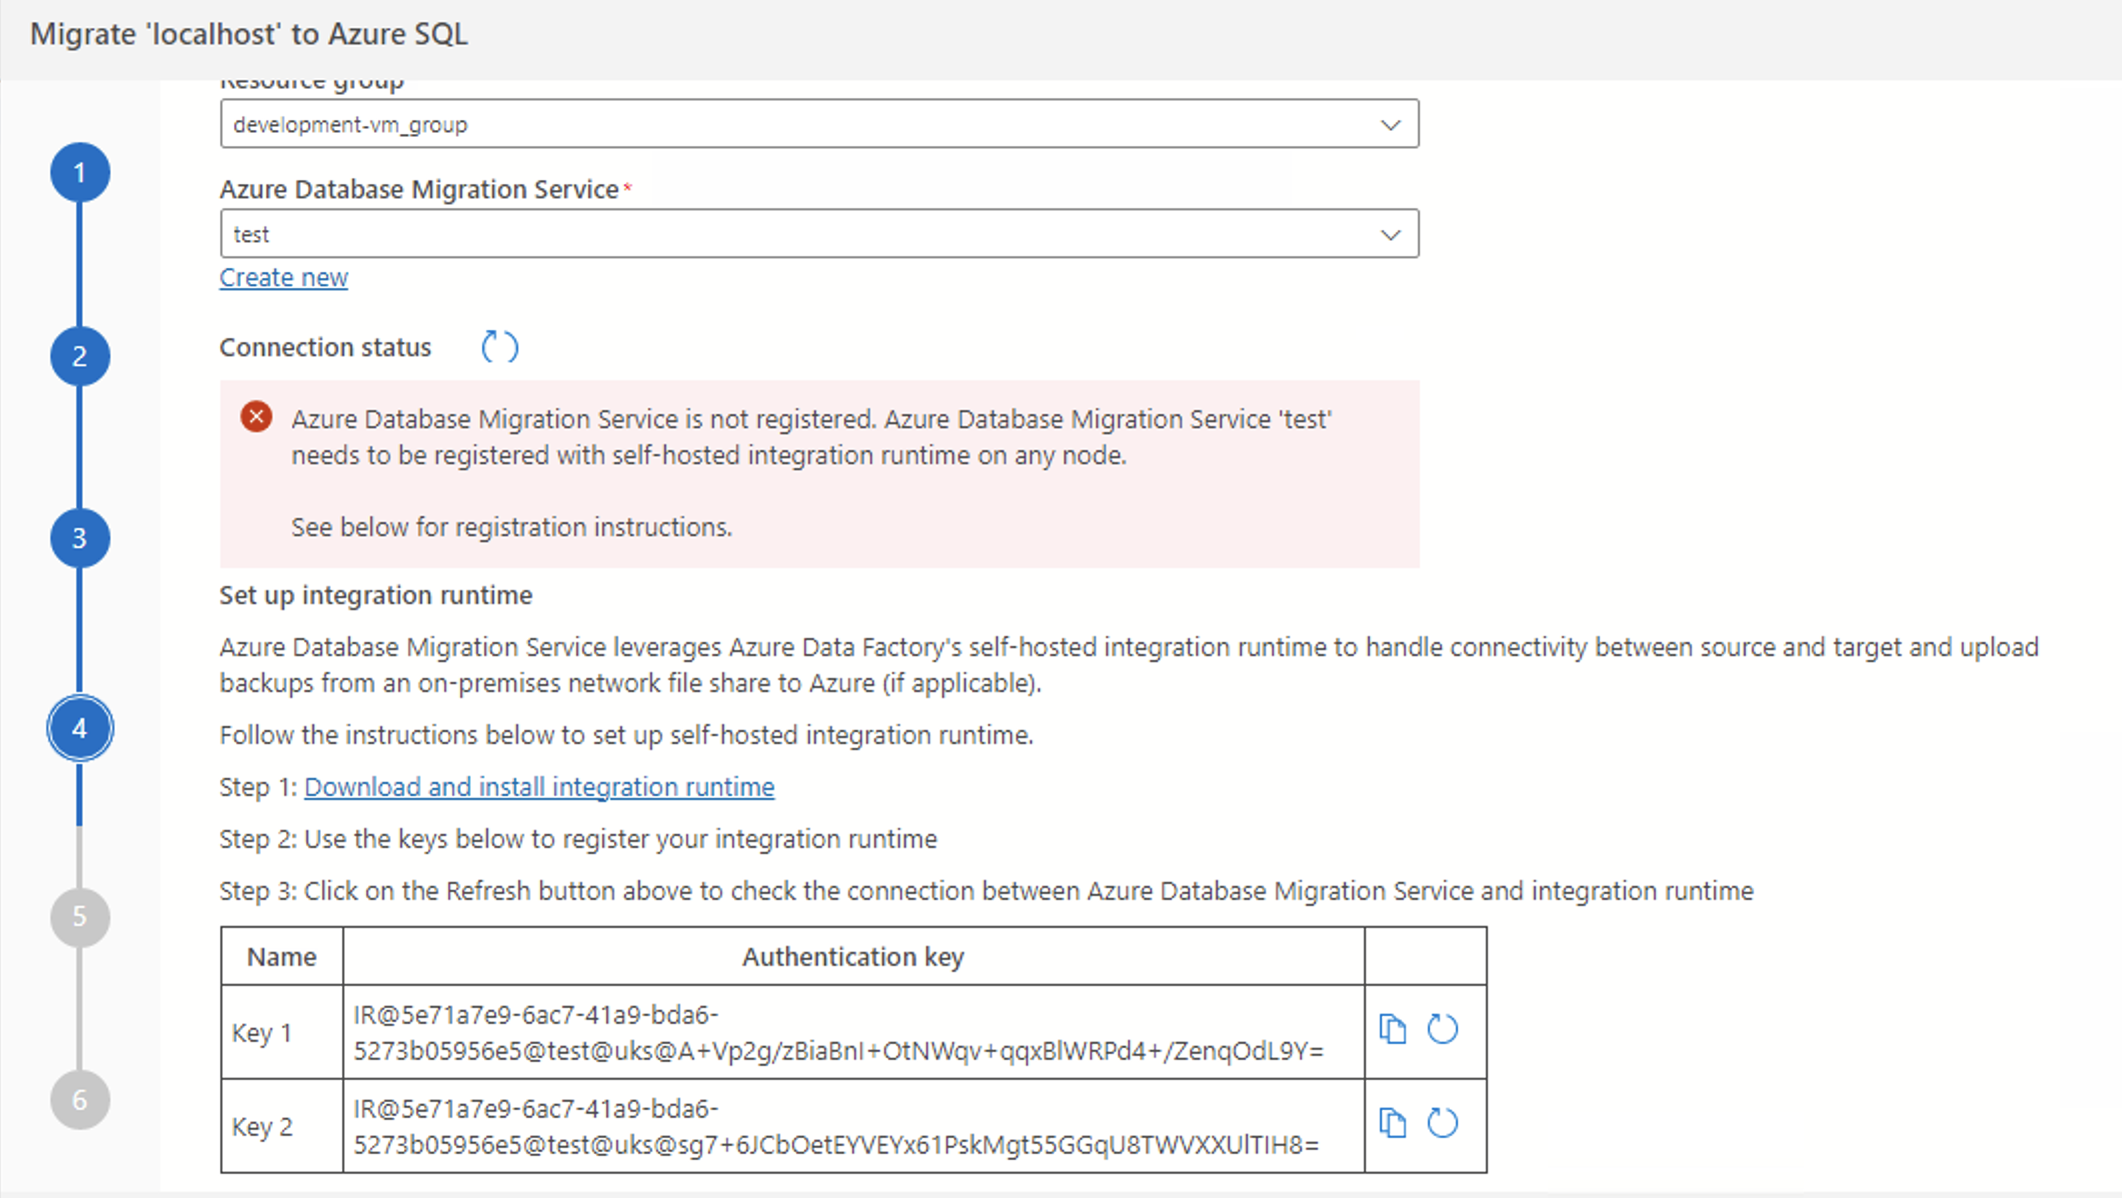 Migrate 'localhost' to Azure SQL
Resource group
development-vm_group
1
Azure Database Migration Service*
test
Create new
2
Connection status
Azure Database Migration Service is not registered. Azure Database Migration Service 'test'
needs to be registered with self-hosted integration runtime on any node.
See below for registration instructions.
3
Set up integration runtime
Azure Database Migration Service leverages Azure Data Factory's self-hosted integration runtime to handle connectivity between source and target and upload
backups from an on-premises network file share to Azure (if applicable).
4
Follow the instructions below to set up self-hosted integration runtime.
Step 1: Download and install integration runtime
Step 2: Use the keys below to register your integration runtime
Step 3: Click on the Refresh button above to check the connection between Azure Database Migration Service and integration runtime
5
Name Authentication key
Key 1
IR@5e71a7e9-6ac7-41a9-bda6-
5273b05956e5@test@uks@A+Vp2g/zBiaBnI+OtNWqv+qqxBlWRPd4+/ZenqOdL9Y=
6
Key 2
IR@5e71a7e9-6ac7-41a9-bda6-
5273b05956e5@test@uks@sg7+6JCbOetEYVEYx61PskMgt55GGqU8TWVXXUlTIH8=